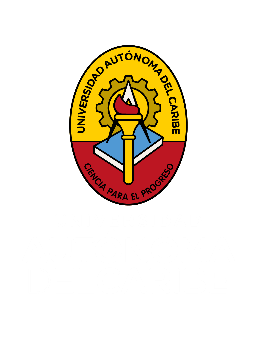 UNIVERSIDAD AUTÓNOMA DEL CARIBE
CIENCIA PARA EL PROGRESO